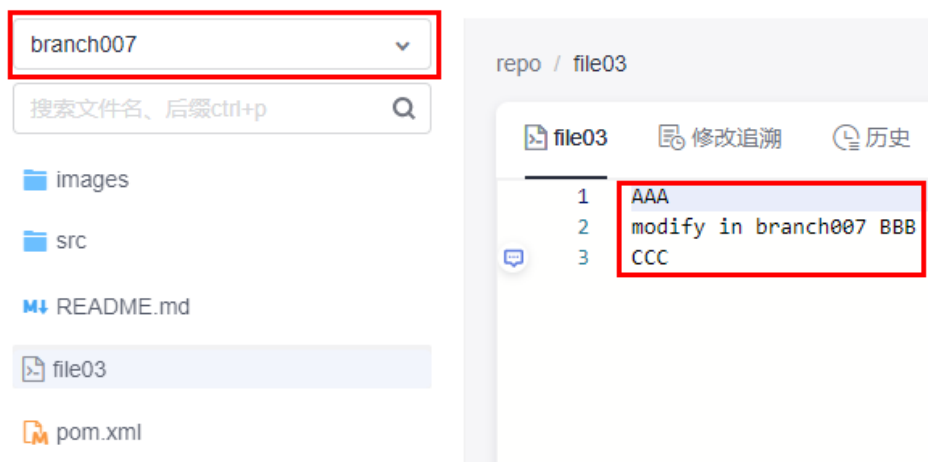 branch007
搜索文件名、后缀ctrl+p
images
src
M↓ README.md
file03
pom.xml
repo / file03
file03 修改追溯 历史
1 AAA
2 modify in branch007 BBB
3 CCC